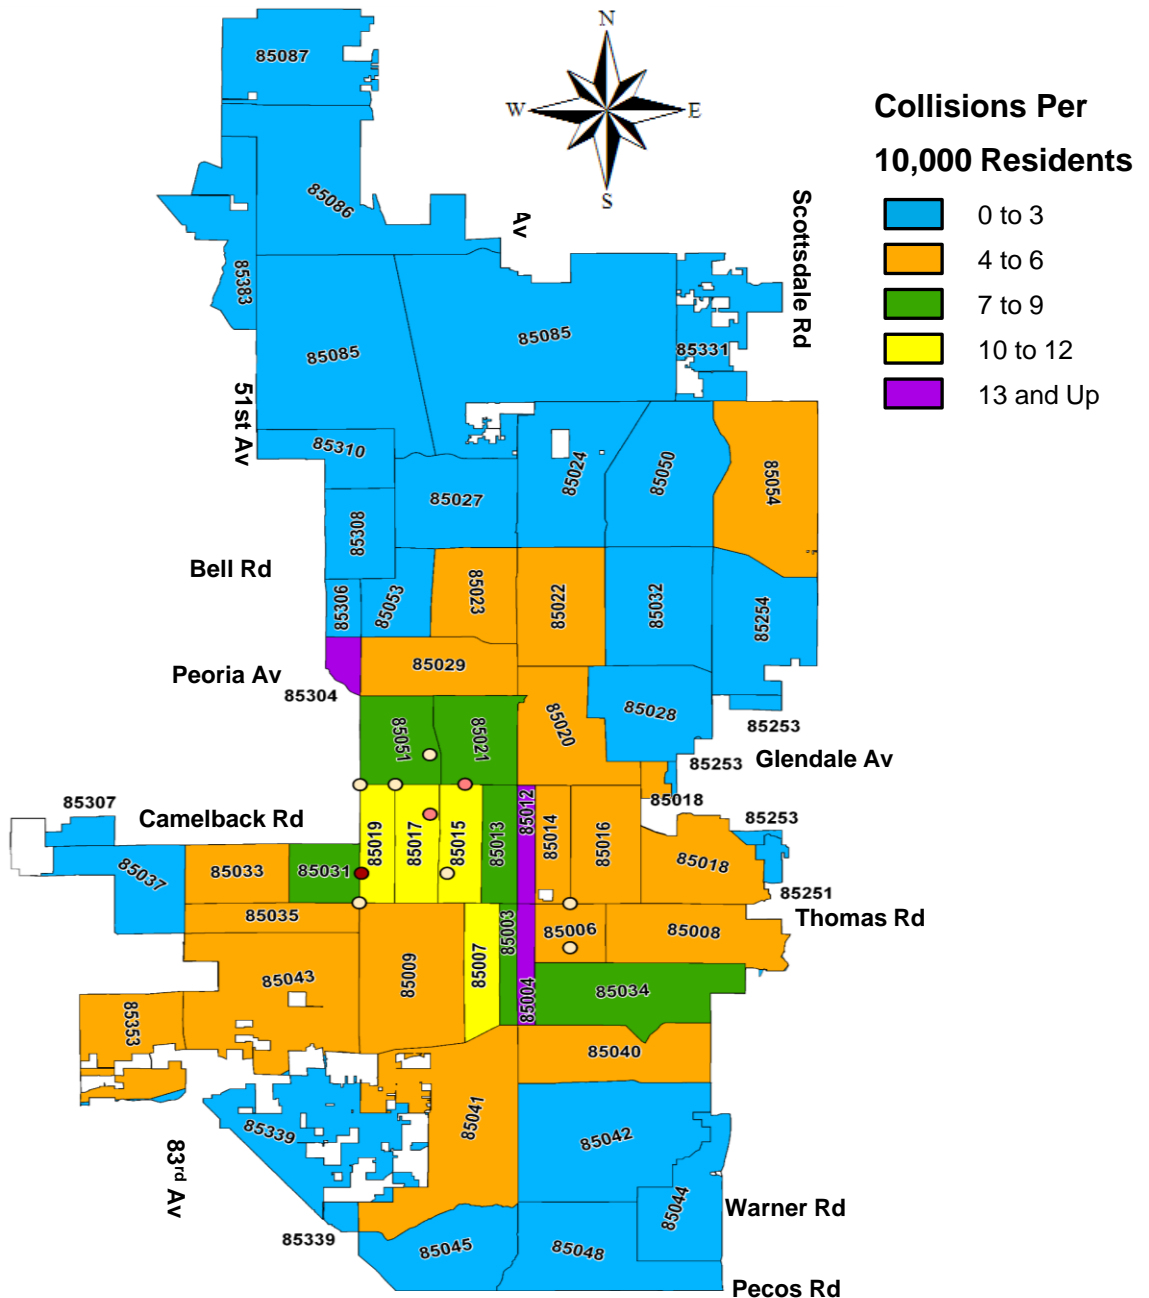 N
W
E
S
Collisions Per
10,000 Residents
0 to 3
4 to 6
7 to 9
10 to 12
13 and Up
85087
85086
Av
Scottsdale Rd
85383
85085
85085
85331
51st Av
85310
85024
85050
85054
85027
85308
Bell Rd
85306
85053
85023
85022
85032
85254
Peoria Av
85029
85304
85051
85021
85020
85028
85253
85253
Glendale Av
85018
85307
Camelback Rd
85019
85017
85015
85013
85012
85014
85016
85018
85253
85037
85033
85031
85251
85035
Thomas Rd
85043
85009
85007
85003
85004
85006
85008
85034
85353
85040
85339
85041
85042
83rd Av
85044
Warner Rd
85339
85045
85048
Pecos Rd